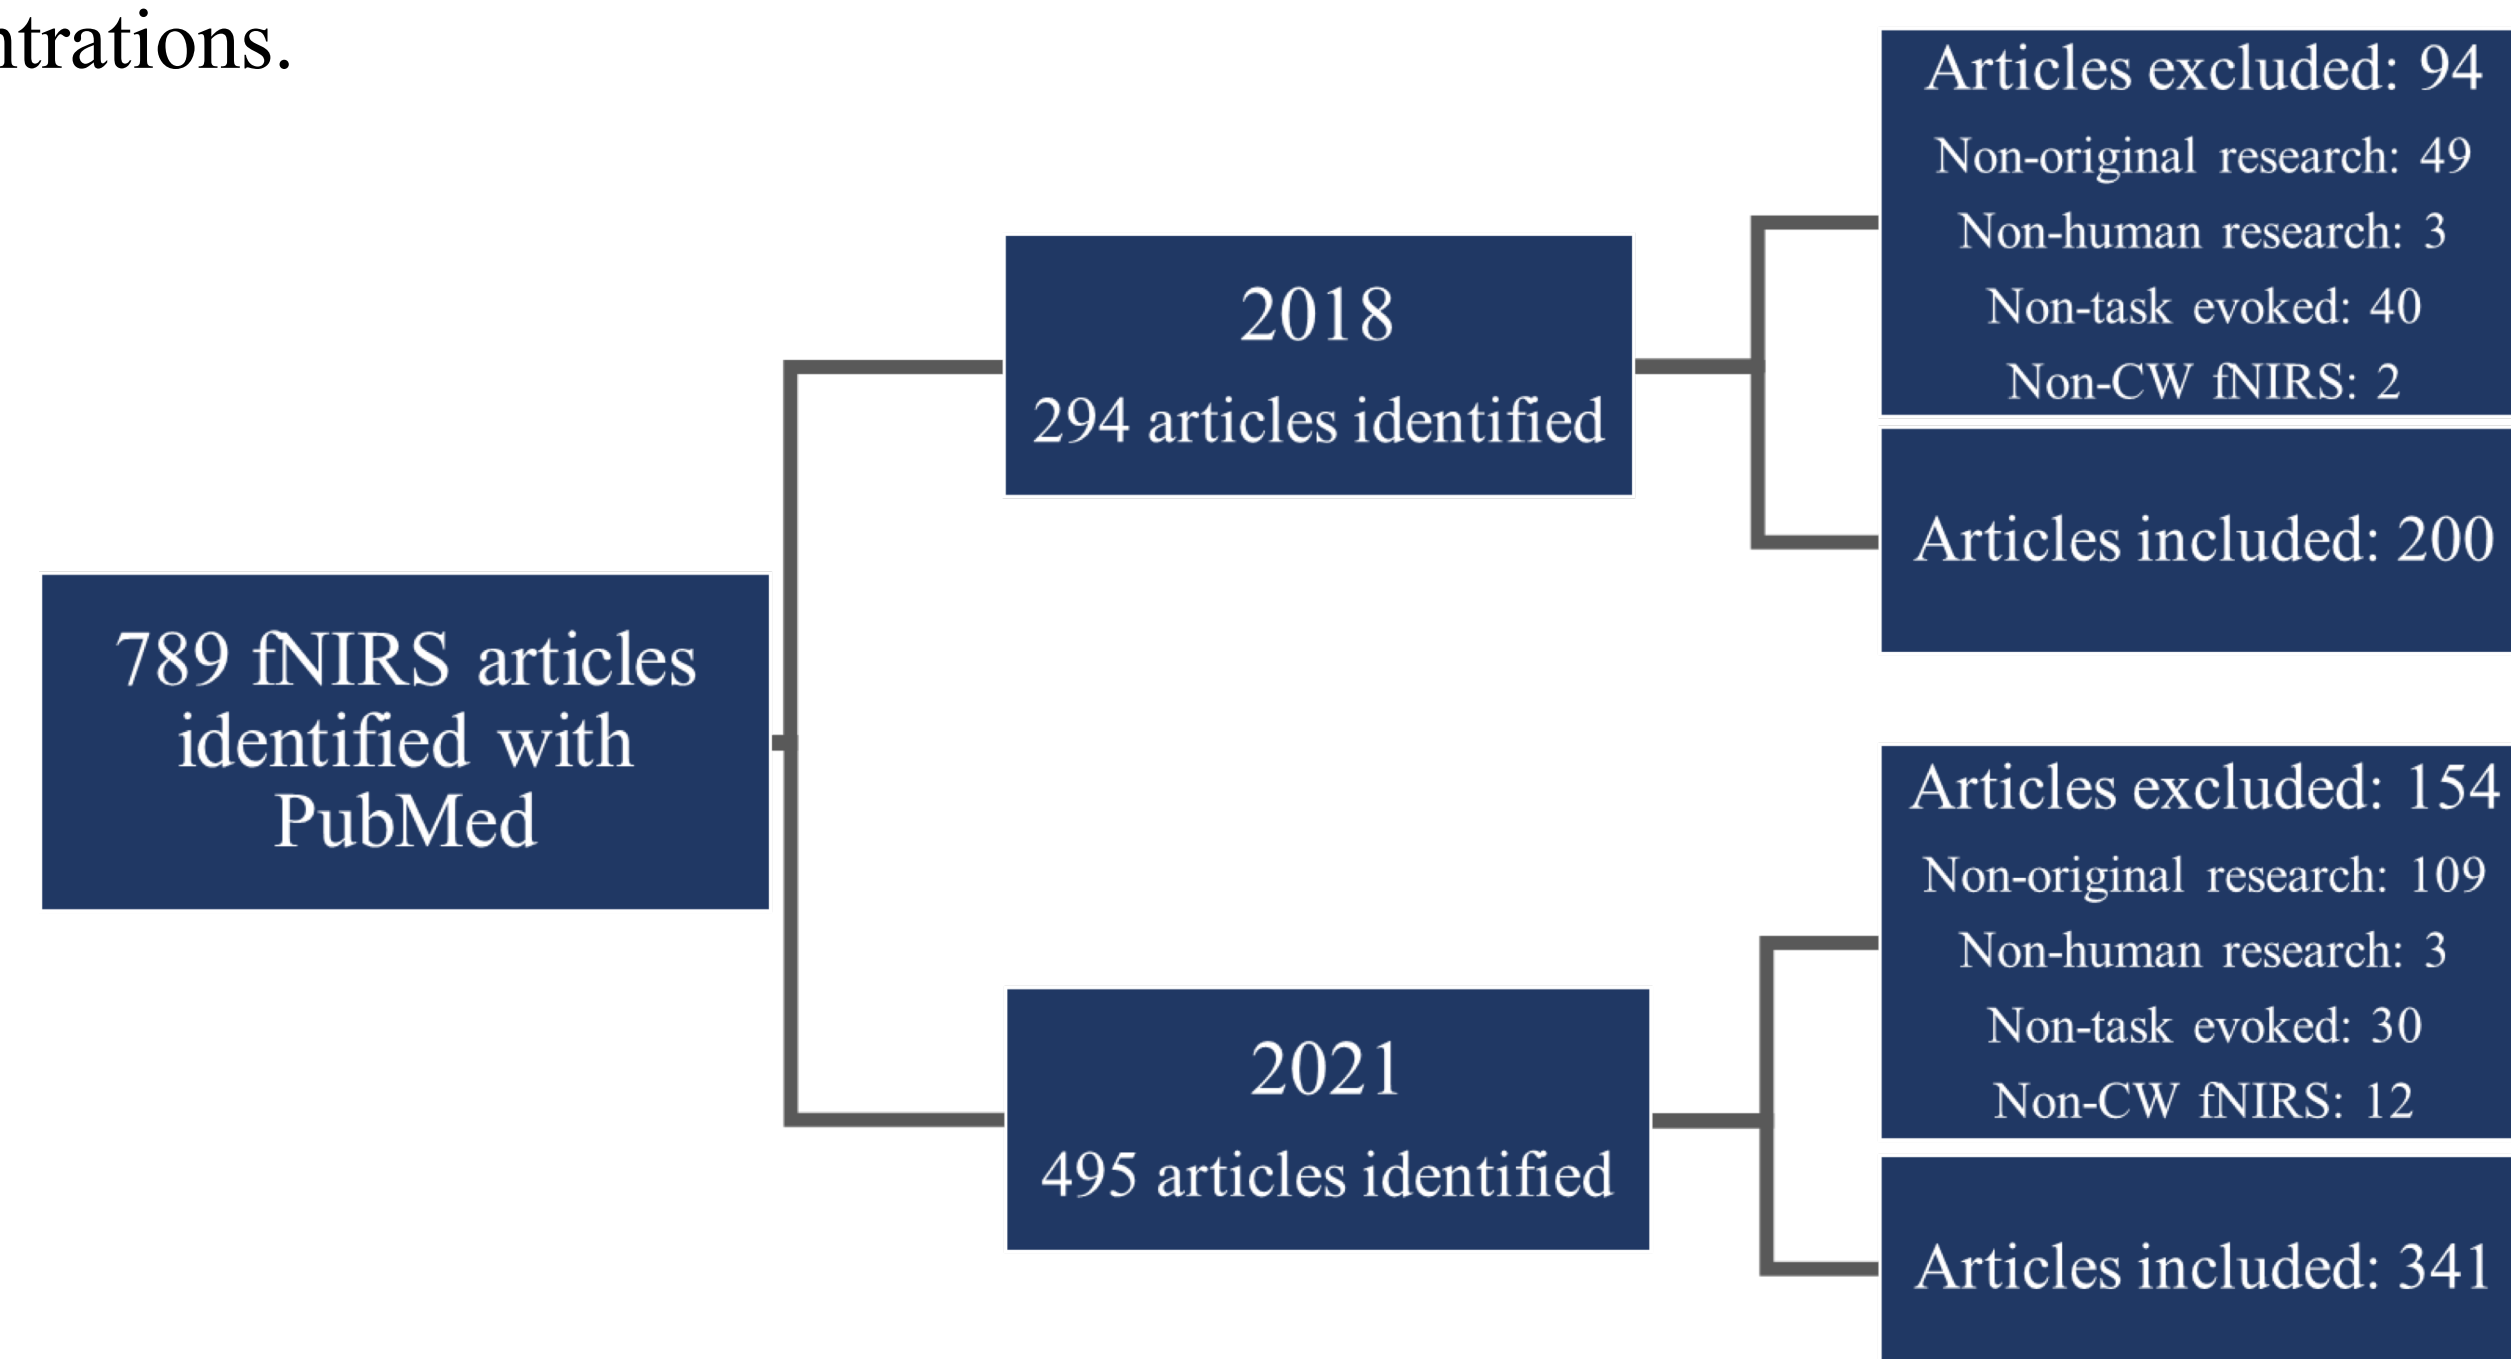 ntrations.
789 fNIRS articles
identified with
PubMed
2018
294 articles identified
Articles excluded: 94
Non-original research: 49
Non-human research: 3
Non-task evoked: 40
Non-CW fNIRS: 2
Articles included: 200
2021
495 articles identified
Articles excluded: 154
Non-original research: 109
Non-human research: 3
Non-task evoked: 30
Non-CW fNIRS: 12
Articles included: 341